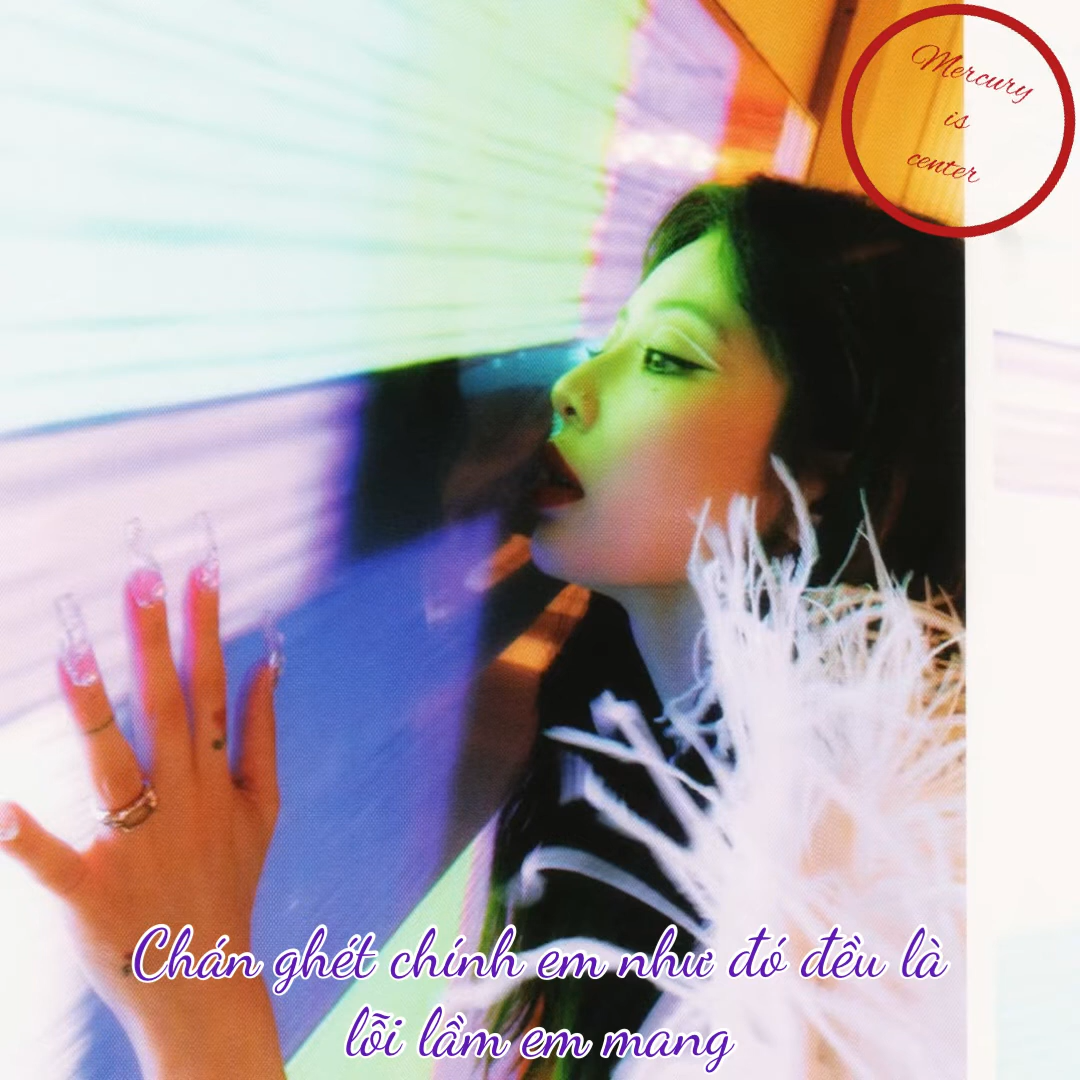 Mercury
is
center
Chán ghét chính em như đó đều là
lỗi lầm em mang